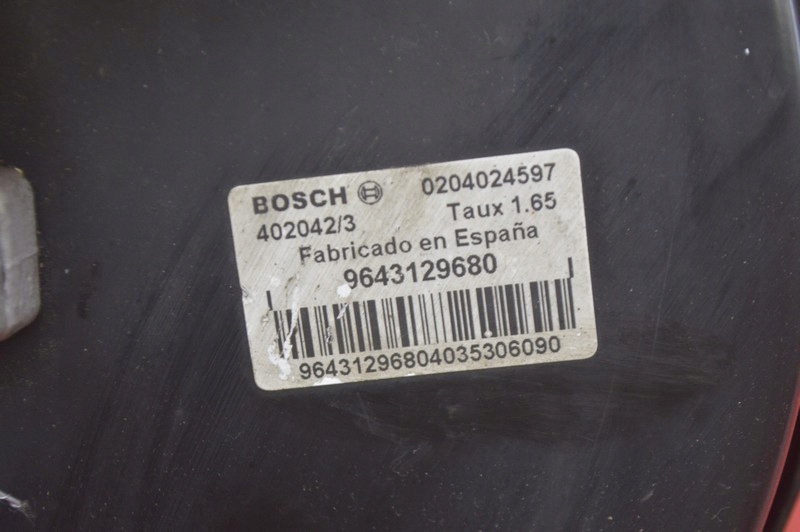 BOSCH 0204024597
402042/3 Taux 1.65
Fabricado en España
9643129680
96431296804035306090